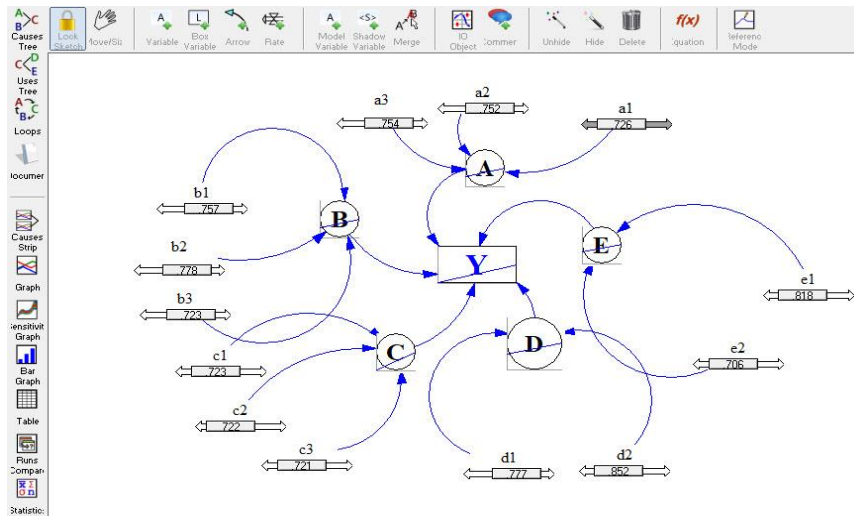 Causes
Tree
Lock
Sketch
Variable
Box
Variable
Arrow
Rate
Model
Variable
Shadow
Variable
Merge
IO
Object
Unhide
Hide
Delete
f(x)
Mode
Uses
Tree
Loops
Causes
Strip
Graph
Graph
Bar
Graph
Table
Runs
a3
.754
a2
.752
a1
.726
b1
.757
b2
.778
b3
.723
c1
.723
c2
.722
c3
.721
d1
.777
d2
.852
e1
.818
e2
.706
A
B
C
D
E
Y